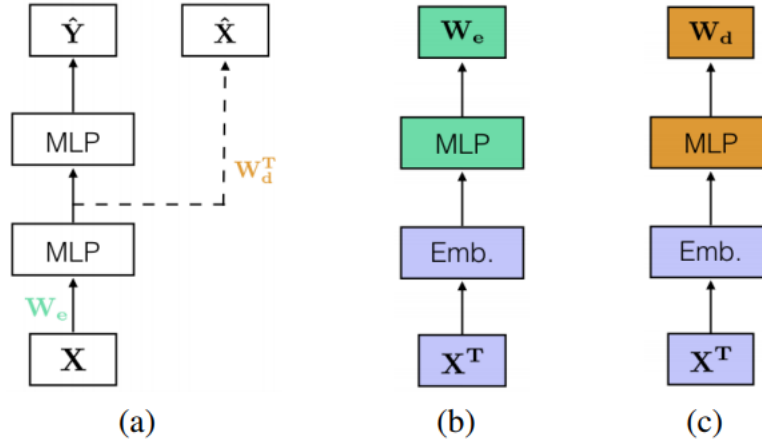 Ŷ X̂ W_e W_d
MLP MLP MLP
W_d^T
MLP Emb. Emb.
W_e
X X^T X^T
(a) (b) (c)